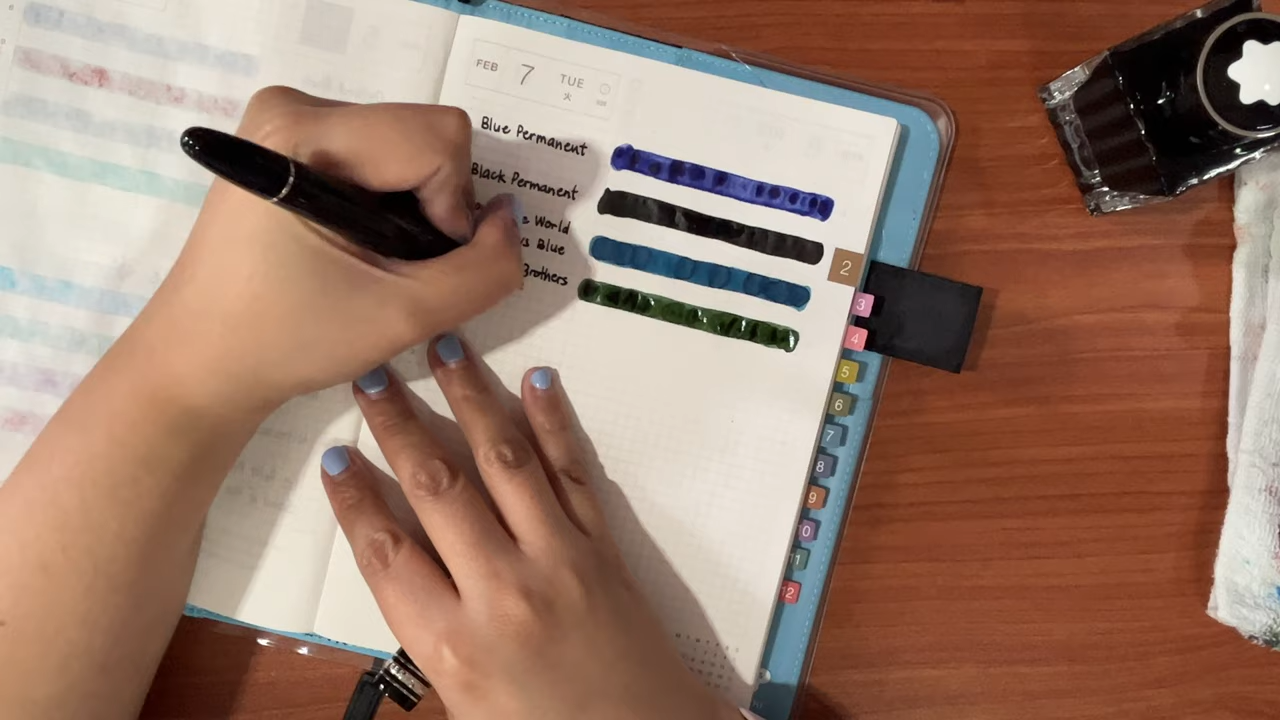 FEB 7 TUE
火
Blue Permanent
Black Permanent
World
Blue
Brothers
2
3
4
5
6
7
8
9
0
11
12